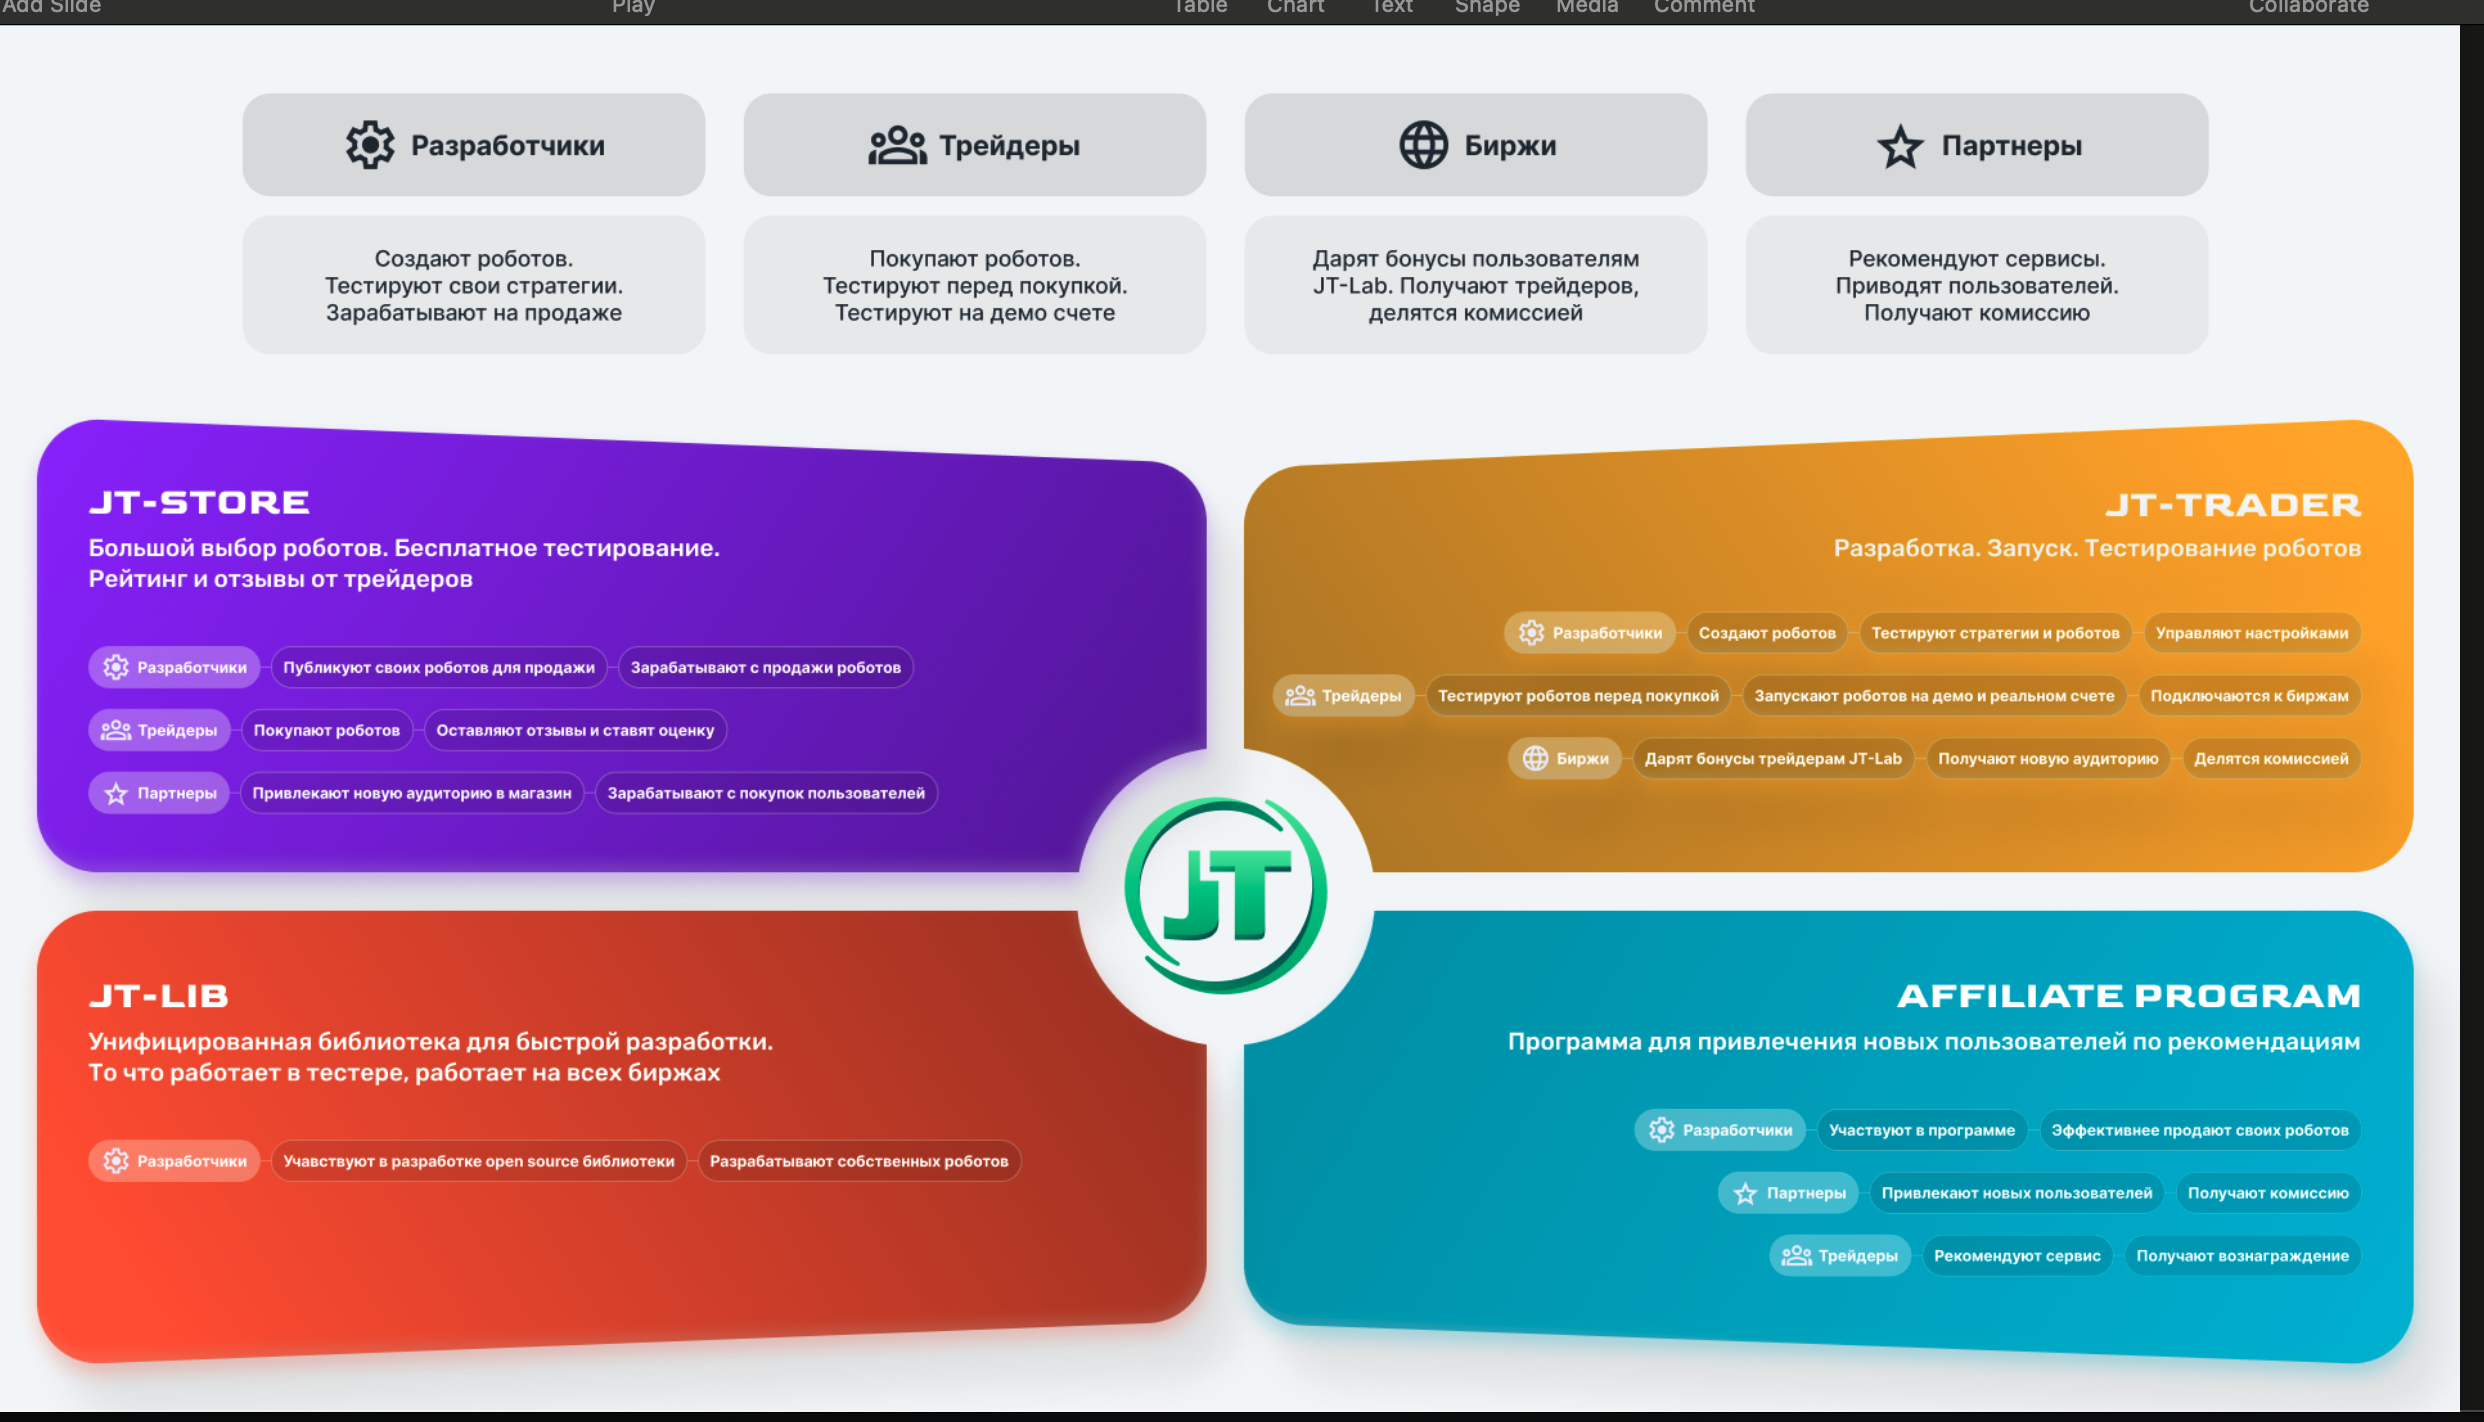 Add Slide
Play
Table
Chart
Text
Shape
Media
Comment
Collaborate
Разработчики
Создают роботов.
Тестируют свои стратегии.
Зарабатывают на продаже
Трейдеры
Покупают роботов.
Тестируют перед покупкой.
Тестируют на демо счете
Биржи
Дарят бонусы пользователям
JT-Lab. Получают трейдеров,
делятся комиссией
Партнеры
Рекомендуют сервисы.
Приводят пользователей.
Получают комиссию
JT-STORE
Большой выбор роботов. Бесплатное тестирование.
Рейтинг и отзывы от трейдеров
Разработчики Публикуют своих роботов для продажи Зарабатывают с продажи роботов
Трейдеры Покупают роботов Оставляют отзывы и ставят оценку
Партнеры Привлекают новую аудиторию в магазин Зарабатывают с покупок пользователей
JT-TRADER
Разработка. Запуск. Тестирование роботов
Разработчики Создают роботов Тестируют стратегии и роботов Управляют настройками
Трейдеры Тестируют роботов перед покупкой Запускают роботов на демо и реальном счете Подключаются к биржам
Биржи Дарят бонусы трейдерам JT-Lab Получают новую аудиторию Делятся комиссией
JT
JT-LIB
Унифицированная библиотека для быстрой разработки.
То что работает в тестере, работает на всех биржах
Разработчики Учавствуют в разработке open source библиотеки Разрабатывают собственных роботов
AFFILIATE PROGRAM
Программа для привлечения новых пользователей по рекомендациям
Разработчики Участвуют в программе Эффективнее продают своих роботов
Партнеры Привлекают новых пользователей Получают комиссию
Трейдеры Рекомендуют сервис Получают вознаграждение